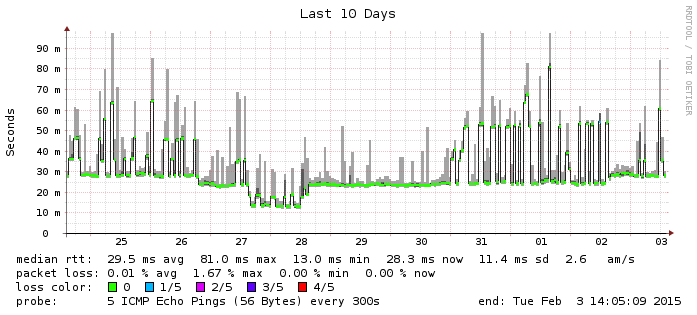 Last 10 Days
RRDTOOL / TOBI OETIKER
Seconds
90 m
80 m
70 m
60 m
50 m
40 m
30 m
20 m
10 m
0
25 26 27 28 29 30 31 01 02 03
median rtt: 29.5 ms avg 81.0 ms max 13.0 ms min 28.3 ms now 11.4 ms sd 2.6 am/s
packet loss: 0.01 % avg 1.67 % max 0.00 % min 0.00 % now
loss color: 0 1/5 2/5 3/5 4/5
probe: 5 ICMP Echo Pings (56 Bytes) every 300s end: Tue Feb 3 14:05:09 2015